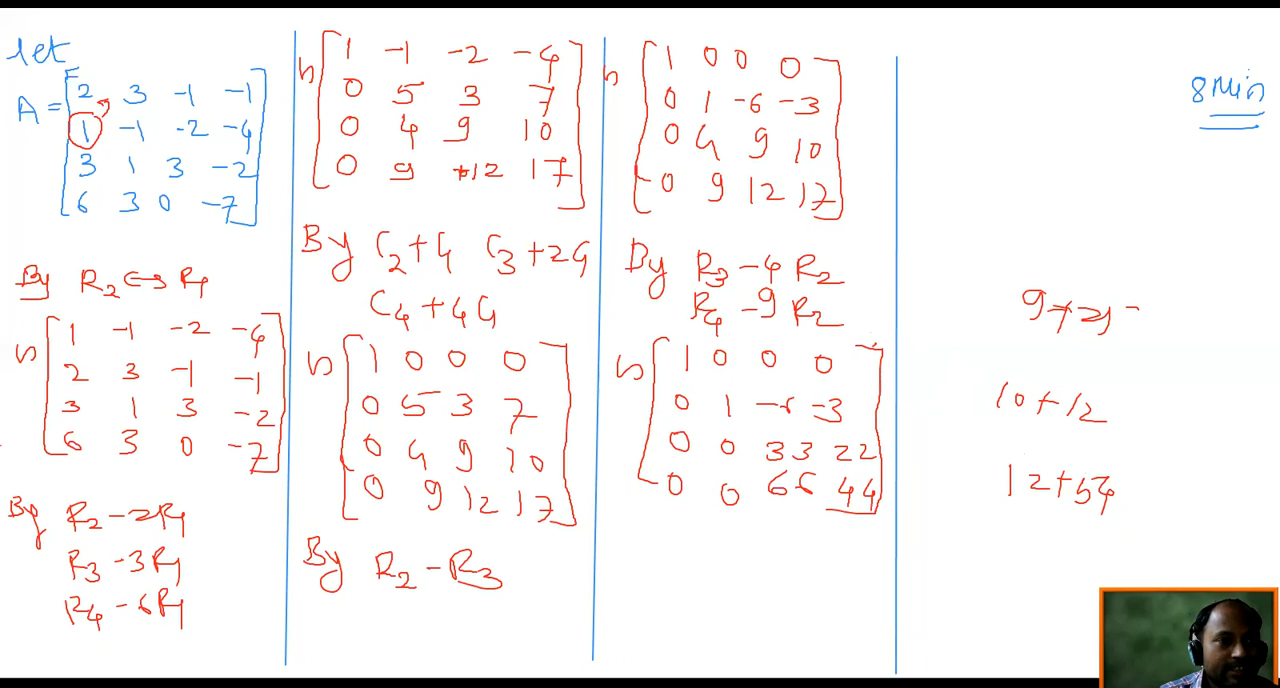 let
A = [2 3 -1 -1
1 -1 -2 -4
3 1 3 -2
6 3 0 -7]
By R2 ↔ R1
~ [1 -1 -2 -4
2 3 -1 -1
3 1 3 -2
6 3 0 -7]
By R2 -2R1
R3 -3R1
R4 -6R1
~ [1 -1 -2 -4
0 5 3 7
0 4 9 10
0 9 +12 17]
By C2+C1 C3+2C1
C4+4C1
~ [1 0 0 0
0 5 3 7
0 4 9 10
0 9 12 17]
By R2 - R3
~ [1 0 0 0
0 1 -6 -3
0 4 9 10
0 9 12 17]
By R3 -4 R2
R4 -9 R2
~ [1 0 0 0
0 1 -6 -3
0 0 33 22
0 0 66 44]
8 Min
10+12
12+54